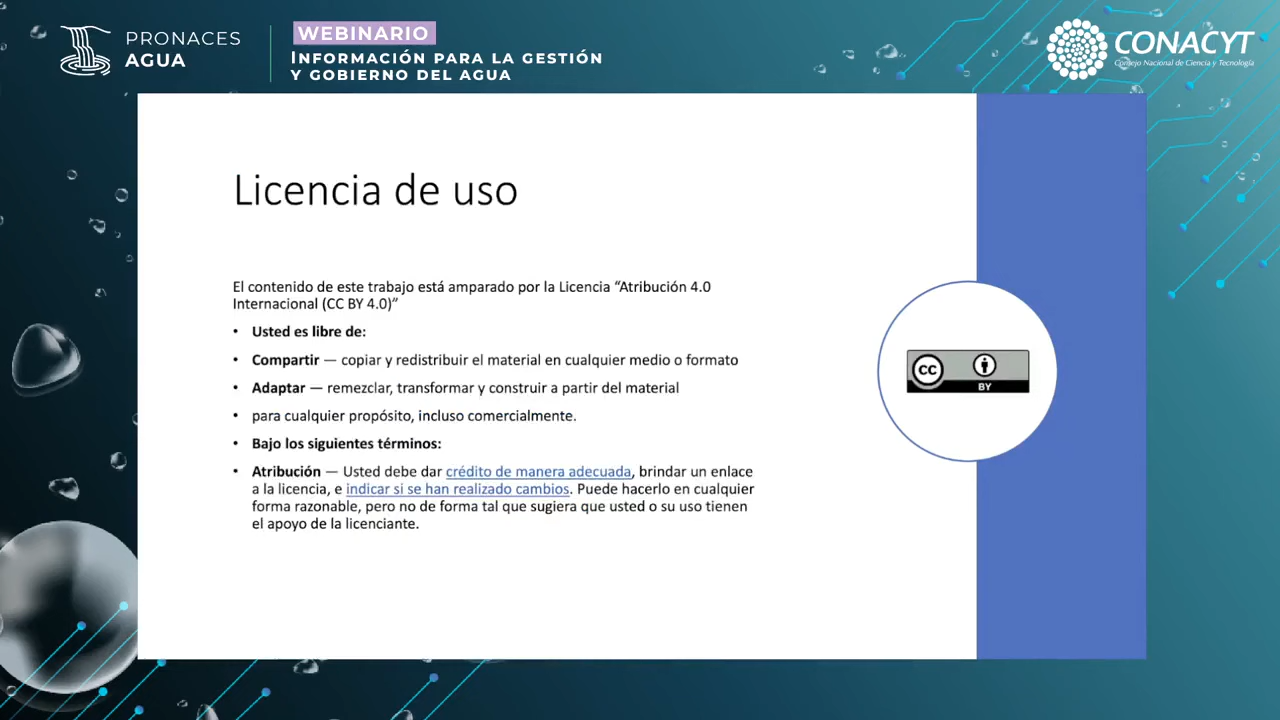 PRONACES
AGUA
WEBINARIO
INFORMACIÓN PARA LA GESTIÓN
Y GOBIERNO DEL AGUA
CONACYT
Consejo Nacional de Ciencia y Tecnología
Licencia de uso
El contenido de este trabajo está amparado por la Licencia “Atribución 4.0
Internacional (CC BY 4.0)”
• Usted es libre de:
• Compartir — copiar y redistribuir el material en cualquier medio o formato
• Adaptar — remezclar, transformar y construir a partir del material
• para cualquier propósito, incluso comercialmente.
• Bajo los siguientes términos:
• Atribución — Usted debe dar crédito de manera adecuada, brindar un enlace
a la licencia, e indicar si se han realizado cambios. Puede hacerlo en cualquier
forma razonable, pero no de forma tal que sugiera que usted o su uso tienen
el apoyo de la licenciante.
CC
BY